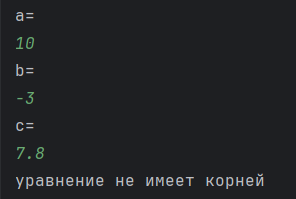 a=
10
b=
-3
c=
7.8
уравнение не имеет корней